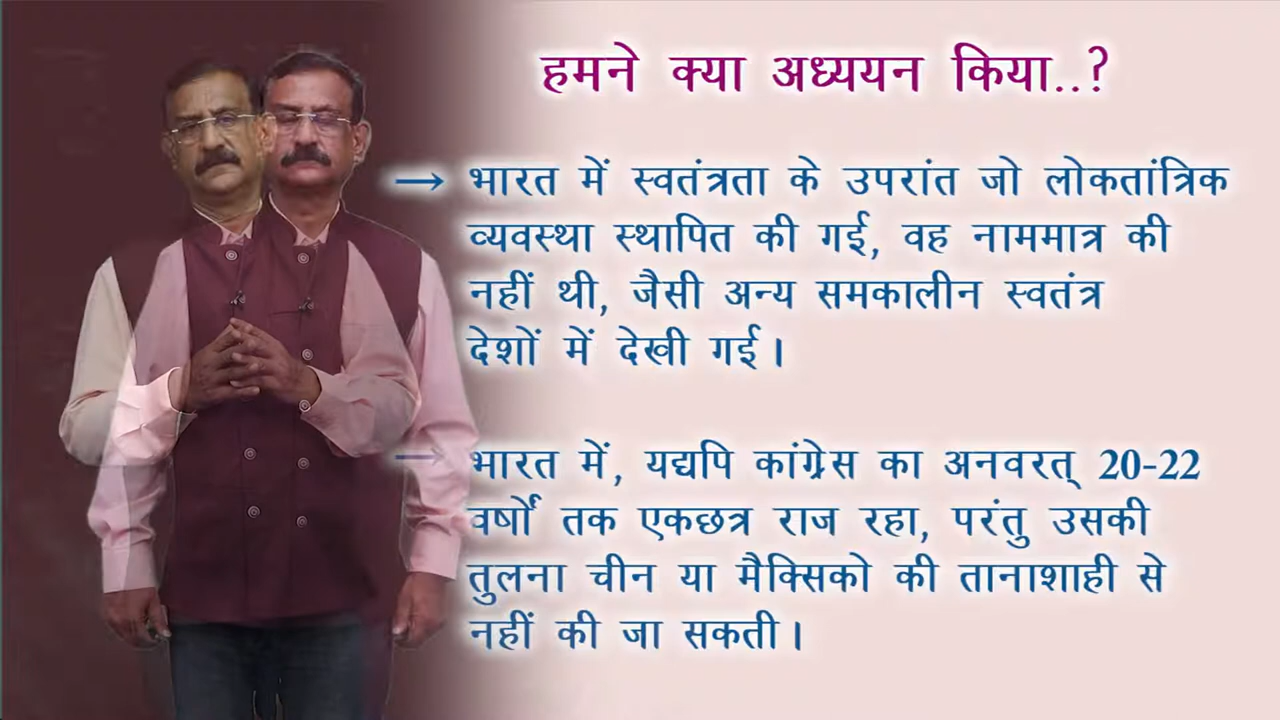 हमने क्या अध्ययन किया..?
→ भारत में स्वतंत्रता के उपरांत जो लोकतांत्रिक
व्यवस्था स्थापित की गई, वह नाममात्र की
नहीं थी, जैसी अन्य समकालीन स्वतंत्र
देशों में देखी गई।
→ भारत में, यद्यपि कांग्रेस का अनवरत् 20-22
वर्षों तक एकछत्र राज रहा, परंतु उसकी
तुलना चीन या मैक्सिको की तानाशाही से
नहीं की जा सकती।